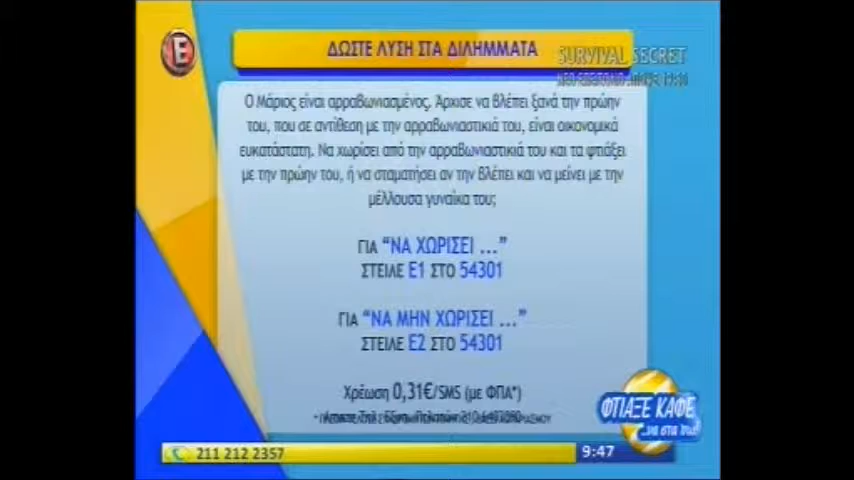 E
ΔΩΣΤΕ ΛΥΣΗ ΣΤΑ ΔΙΛΗΜΜΑΤΑ
SURVIVAL SECRET
Ο Μάριος είναι αρραβωνιασμένος. Άρχισε να βλέπει ξανά την πρώην
του, που σε αντίθεση με την αρραβωνιαστικιά του, είναι οικονομικά
ευκατάστατη. Να χωρίσει από την αρραβωνιαστικιά του και τα φτιάξει
με την πρώην του, ή να σταματήσει αν την βλέπει και να μείνει με την
μέλλουσα γυναίκα του;
ΓΙΑ “ΝΑ ΧΩΡΙΣΕΙ ...”
ΣΤΕΙΛΕ Ε1 ΣΤΟ 54301
ΓΙΑ “ΝΑ ΜΗΝ ΧΩΡΙΣΕΙ ...”
ΣΤΕΙΛΕ Ε2 ΣΤΟ 54301
Χρέωση 0,31€/SMS (με ΦΠΑ*)
ΦΤΙΑΞΕ ΚΑΦΕ
...να στα πω!
211 212 2357
9:47